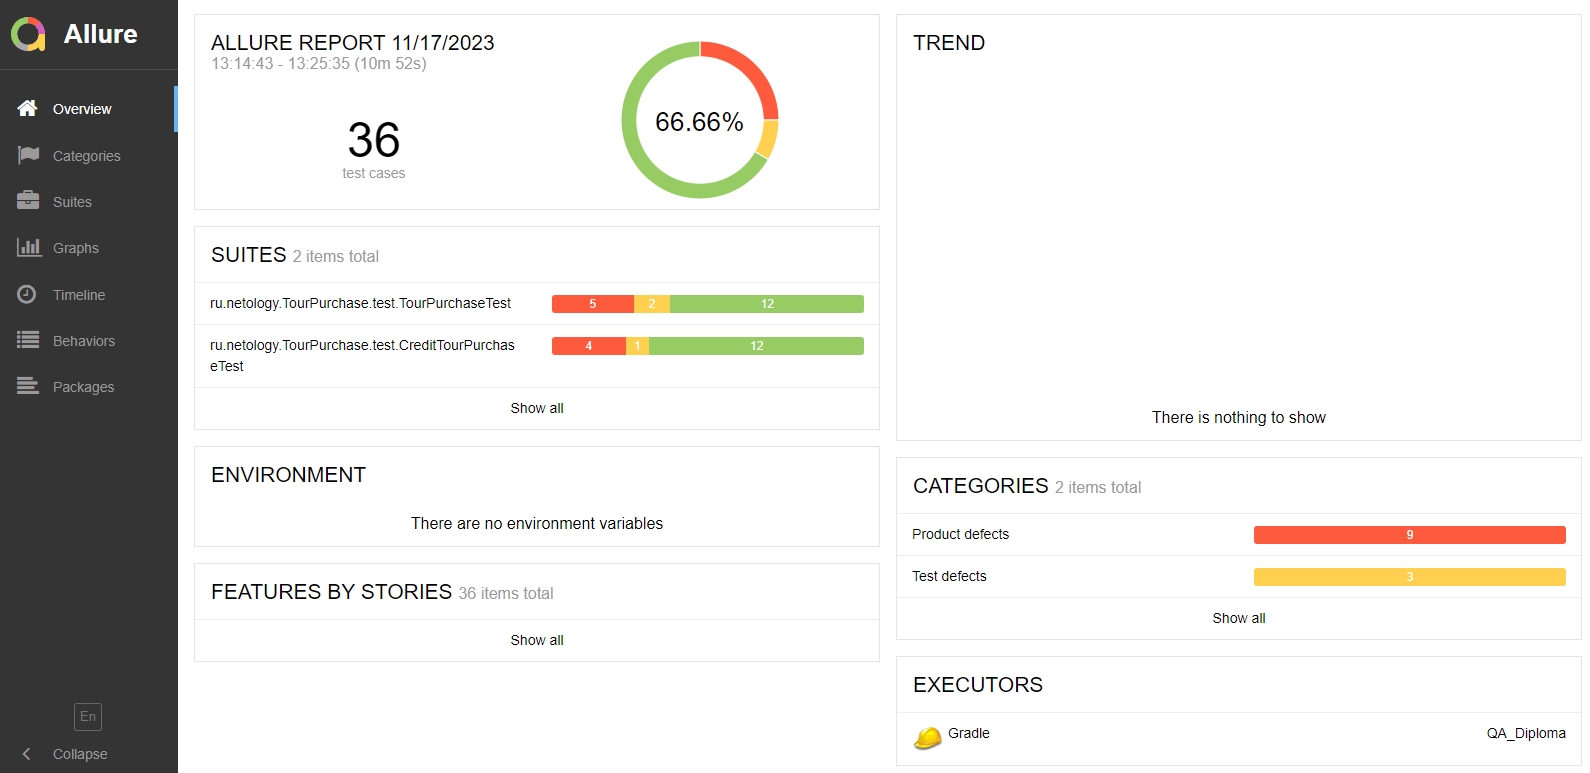 Allure
Overview
Categories
Suites
Graphs
Timeline
Behaviors
Packages
En
Collapse
ALLURE REPORT 11/17/2023
13:14:43 - 13:25:35 (10m 52s)
36
test cases
66.66%
SUITES 2 items total
ru.netology.TourPurchase.test.TourPurchaseTest
5 2 12
ru.netology.TourPurchase.test.CreditTourPurchas
eTest
4 1 12
Show all
ENVIRONMENT
There are no environment variables
FEATURES BY STORIES 36 items total
Show all
TREND
There is nothing to show
CATEGORIES 2 items total
Product defects
9
Test defects
3
Show all
EXECUTORS
Gradle
QA_Diploma